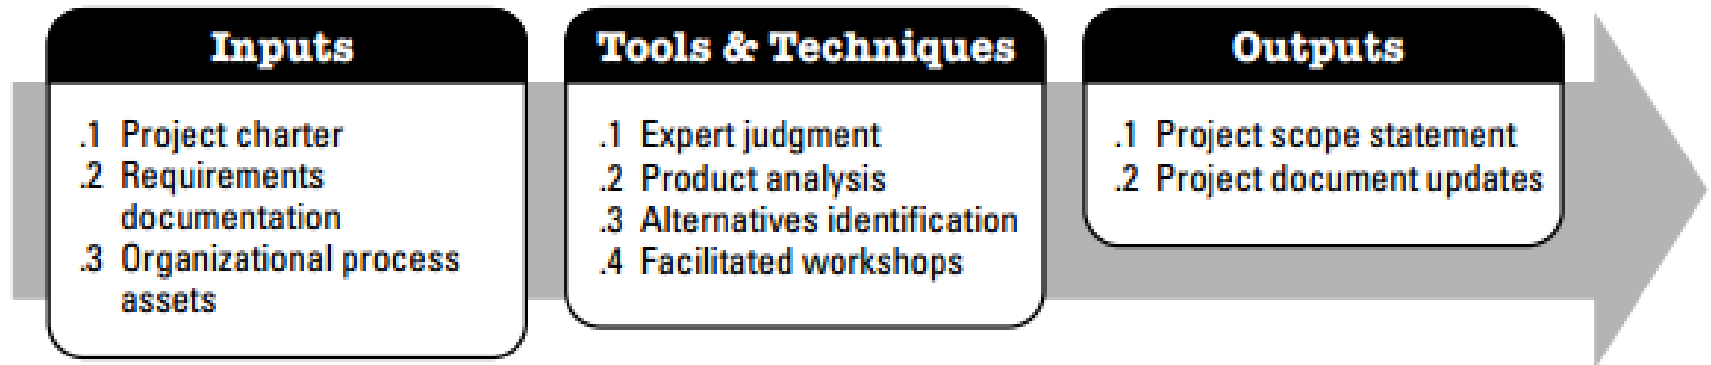 Inputs
.1 Project charter
.2 Requirements
documentation
.3 Organizational process
assets
Tools & Techniques
.1 Expert judgment
.2 Product analysis
.3 Alternatives identification
.4 Facilitated workshops
Outputs
.1 Project scope statement
.2 Project document updates